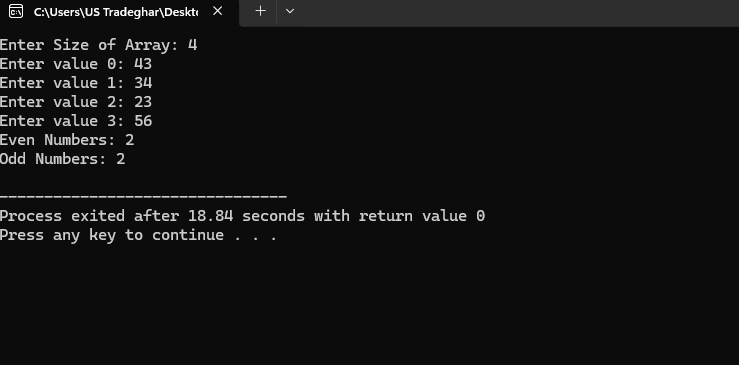 C:\Users\US Tradeghar\Deskt
Enter Size of Array: 4
Enter value 0: 43
Enter value 1: 34
Enter value 2: 23
Enter value 3: 56
Even Numbers: 2
Odd Numbers: 2
--------------------------------
Process exited after 18.84 seconds with return value 0
Press any key to continue . . .